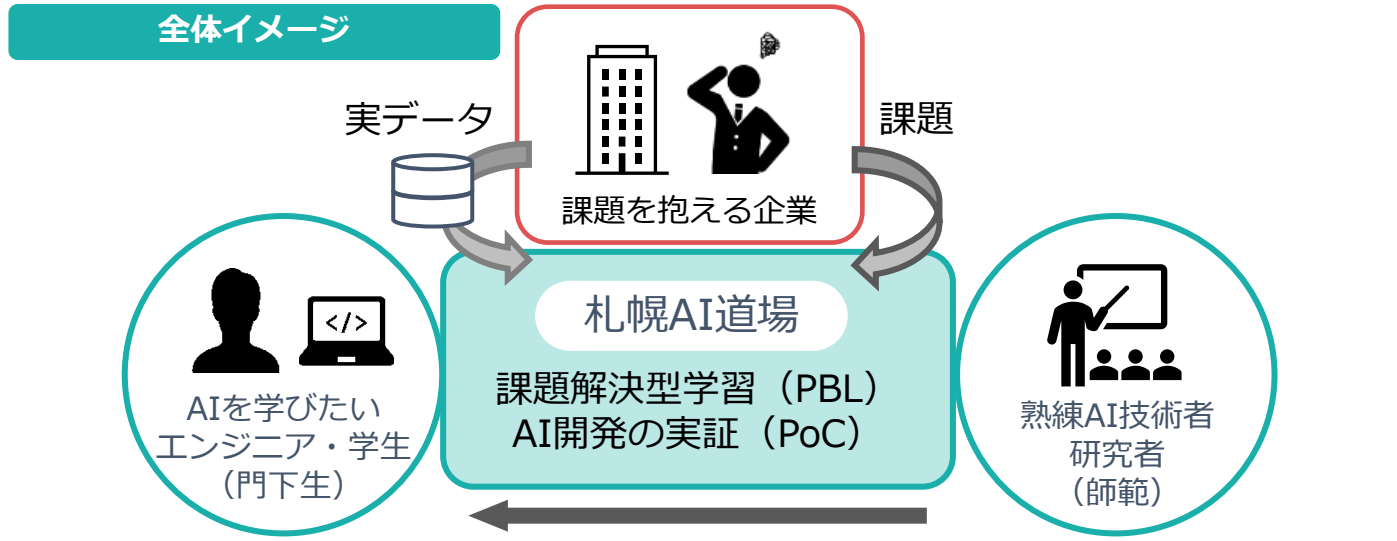 全体イメージ
実データ
課題
課題を抱える企業
札幌AI道場
課題解決型学習（PBL）
AI開発の実証（PoC）
</>
AIを学びたい
エンジニア・学生
（門下生）
熟練AI技術者
研究者
（師範）